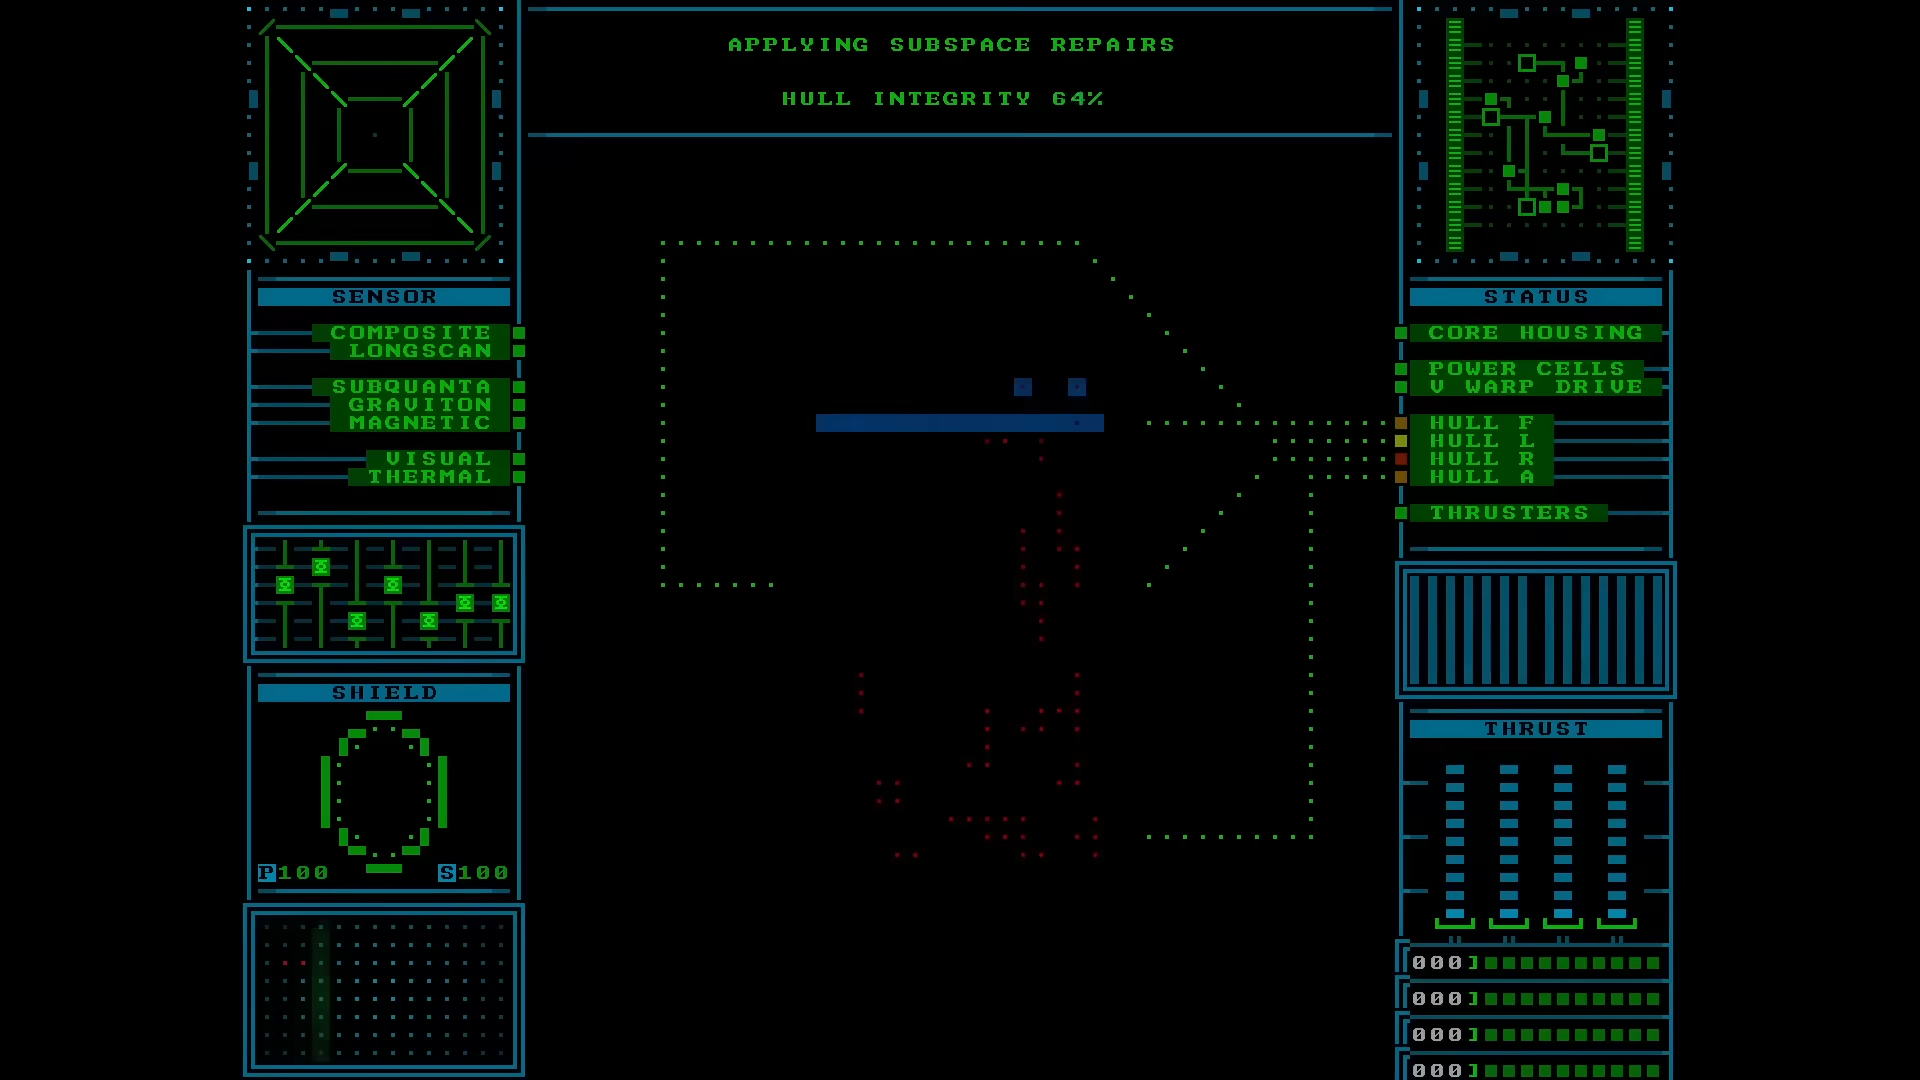 APPLYING SUBSPACE REPAIRS
HULL INTEGRITY 64%
SENSOR
COMPOSITE
LONGSCAN
SUBQUANTA
GRAVITON
MAGNETIC
VISUAL
THERMAL
SHIELD
P100
S100
STATUS
CORE HOUSING
POWER CELLS
V WARP DRIVE
HULL F
HULL L
HULL R
HULL A
THRUSTERS
THRUST
000]
000]
000]
000]